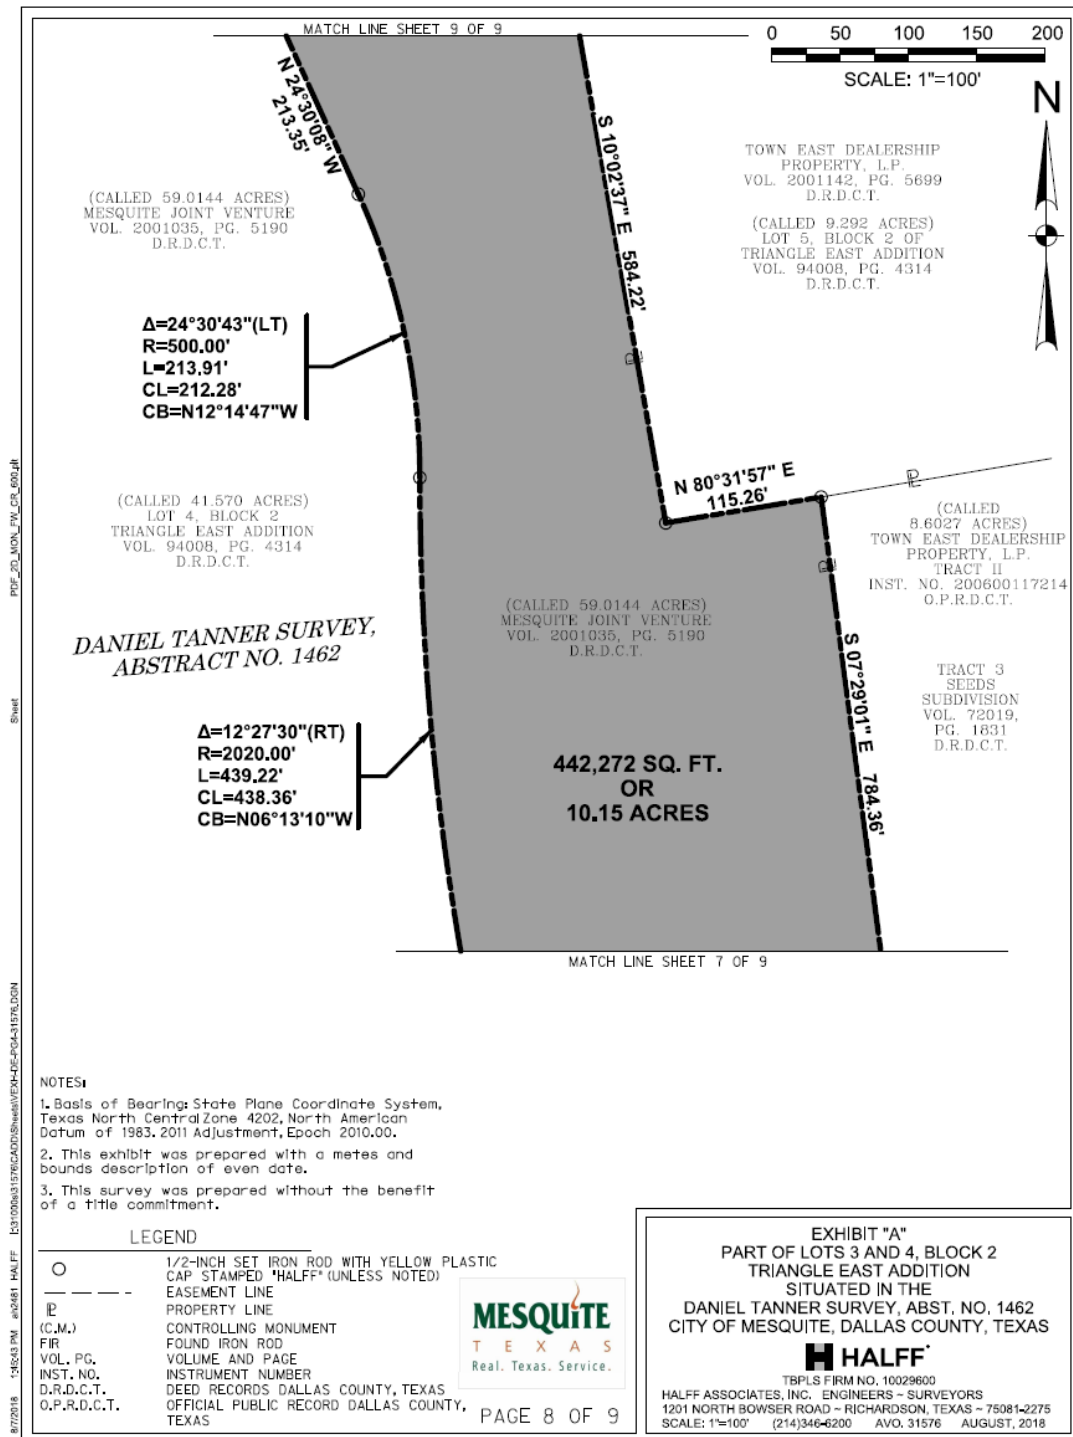 MATCH LINE SHEET 9 OF 9
0 50 100 150 200
SCALE: 1"=100'
N
N 24°30'08" W
213.35'
S 10°02'37" E 584.22'
TOWN EAST DEALERSHIP
PROPERTY, L.P.
VOL. 2001142, PG. 5699
D.R.D.C.T.
(CALLED 9.292 ACRES)
LOT 5, BLOCK 2 OF
TRIANGLE EAST ADDITION
VOL. 94008, PG. 4314
D.R.D.C.T.
(CALLED 59.0144 ACRES)
MESQUITE JOINT VENTURE
VOL. 2001035, PG. 5190
D.R.D.C.T.
Δ=24°30'43"(LT)
R=500.00'
L=213.91'
CL=212.28'
CB=N12°14'47"W
N 80°31'57" E
115.26'
(CALLED
8.6027 ACRES)
TOWN EAST DEALERSHIP
PROPERTY, L.P.
TRACT II
INST. NO. 200600117214
O.P.R.D.C.T.
(CALLED 41.570 ACRES)
LOT 4, BLOCK 2
TRIANGLE EAST ADDITION
VOL. 94008, PG. 4314
D.R.D.C.T.
DANIEL TANNER SURVEY,
ABSTRACT NO. 1462
(CALLED 59.0144 ACRES)
MESQUITE JOINT VENTURE
VOL. 2001035, PG. 5190
D.R.D.C.T.
S 07°29'01" E 784.36'
TRACT 3
SEEDS
SUBDIVISION
VOL. 72019,
PG. 1831
D.R.D.C.T.
Δ=12°27'30"(RT)
R=2020.00'
L=439.22'
CL=438.36'
CB=N06°13'10"W
442,272 SQ. FT.
OR
10.15 ACRES
MATCH LINE SHEET 7 OF 9
NOTES:
1. Basis of Bearing: State Plane Coordinate System,
Texas North Central Zone 4202, North American
Datum of 1983. 2011 Adjustment, Epoch 2010.00.
2. This exhibit was prepared with a metes and
bounds description of even date.
3. This survey was prepared without the benefit
of a title commitment.
LEGEND
1/2-INCH SET IRON ROD WITH YELLOW PLASTIC
CAP STAMPED "HALFF" (UNLESS NOTED)
EASEMENT LINE
PL PROPERTY LINE
(C.M.) CONTROLLING MONUMENT
FIR FOUND IRON ROD
VOL. PG. VOLUME AND PAGE
INST. NO. INSTRUMENT NUMBER
D.R.D.C.T. DEED RECORDS DALLAS COUNTY, TEXAS
O.P.R.D.C.T. OFFICIAL PUBLIC RECORD DALLAS COUNTY,
TEXAS
MESQUITE
TEXAS
Real. Texas. Service.
PAGE 8 OF 9
EXHIBIT "A"
PART OF LOTS 3 AND 4, BLOCK 2
TRIANGLE EAST ADDITION
SITUATED IN THE
DANIEL TANNER SURVEY, ABST, NO, 1462
CITY OF MESQUITE, DALLAS COUNTY, TEXAS
HALFF
TBPLS FIRM NO. 10029600
HALFF ASSOCIATES, INC. ENGINEERS ~ SURVEYORS
1201 NORTH BOWSER ROAD ~ RICHARDSON, TEXAS ~ 75081-2275
SCALE: 1"=100' (214)346-6200 AVO. 31576 AUGUST, 2018
Sheet
8/7/2018 1:45:43 PM ah2481 HALFF